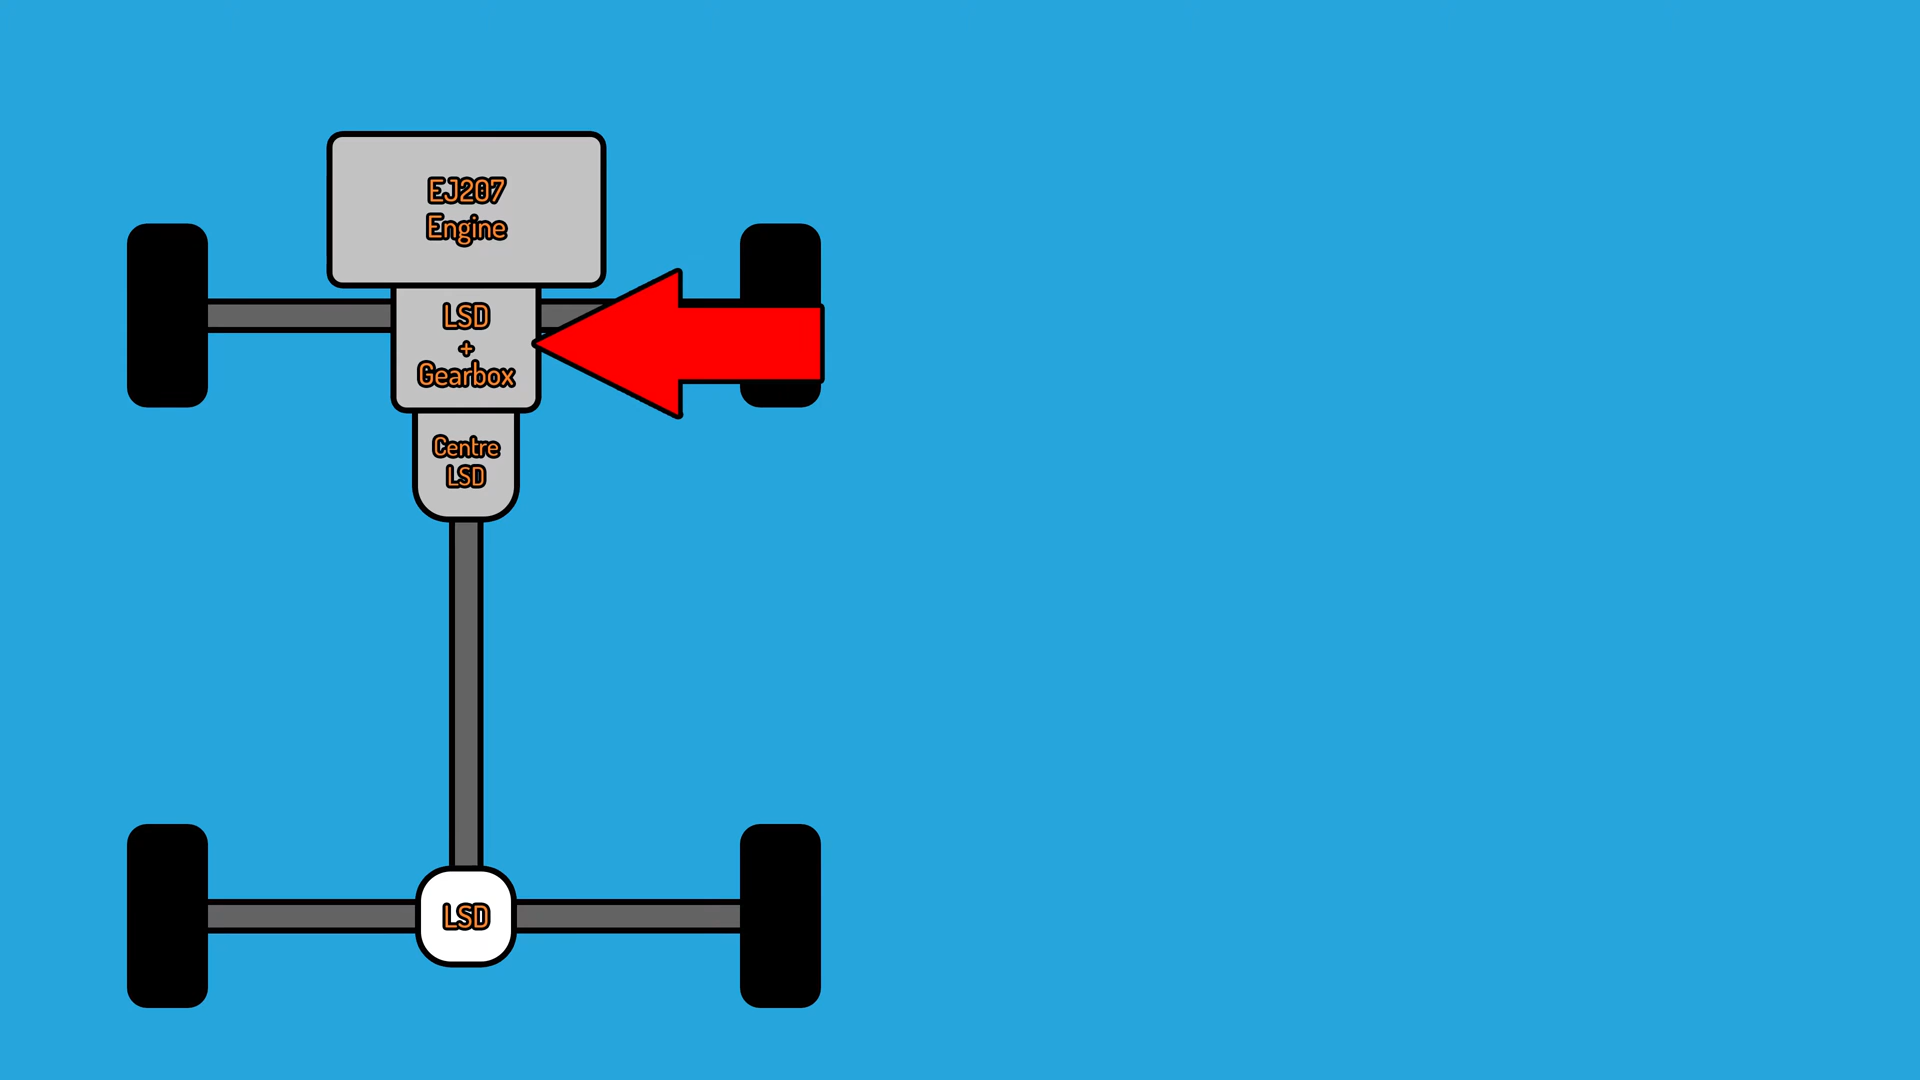 EJ207
Engine
LSD
+
Gearbox
Centre
LSD
LSD